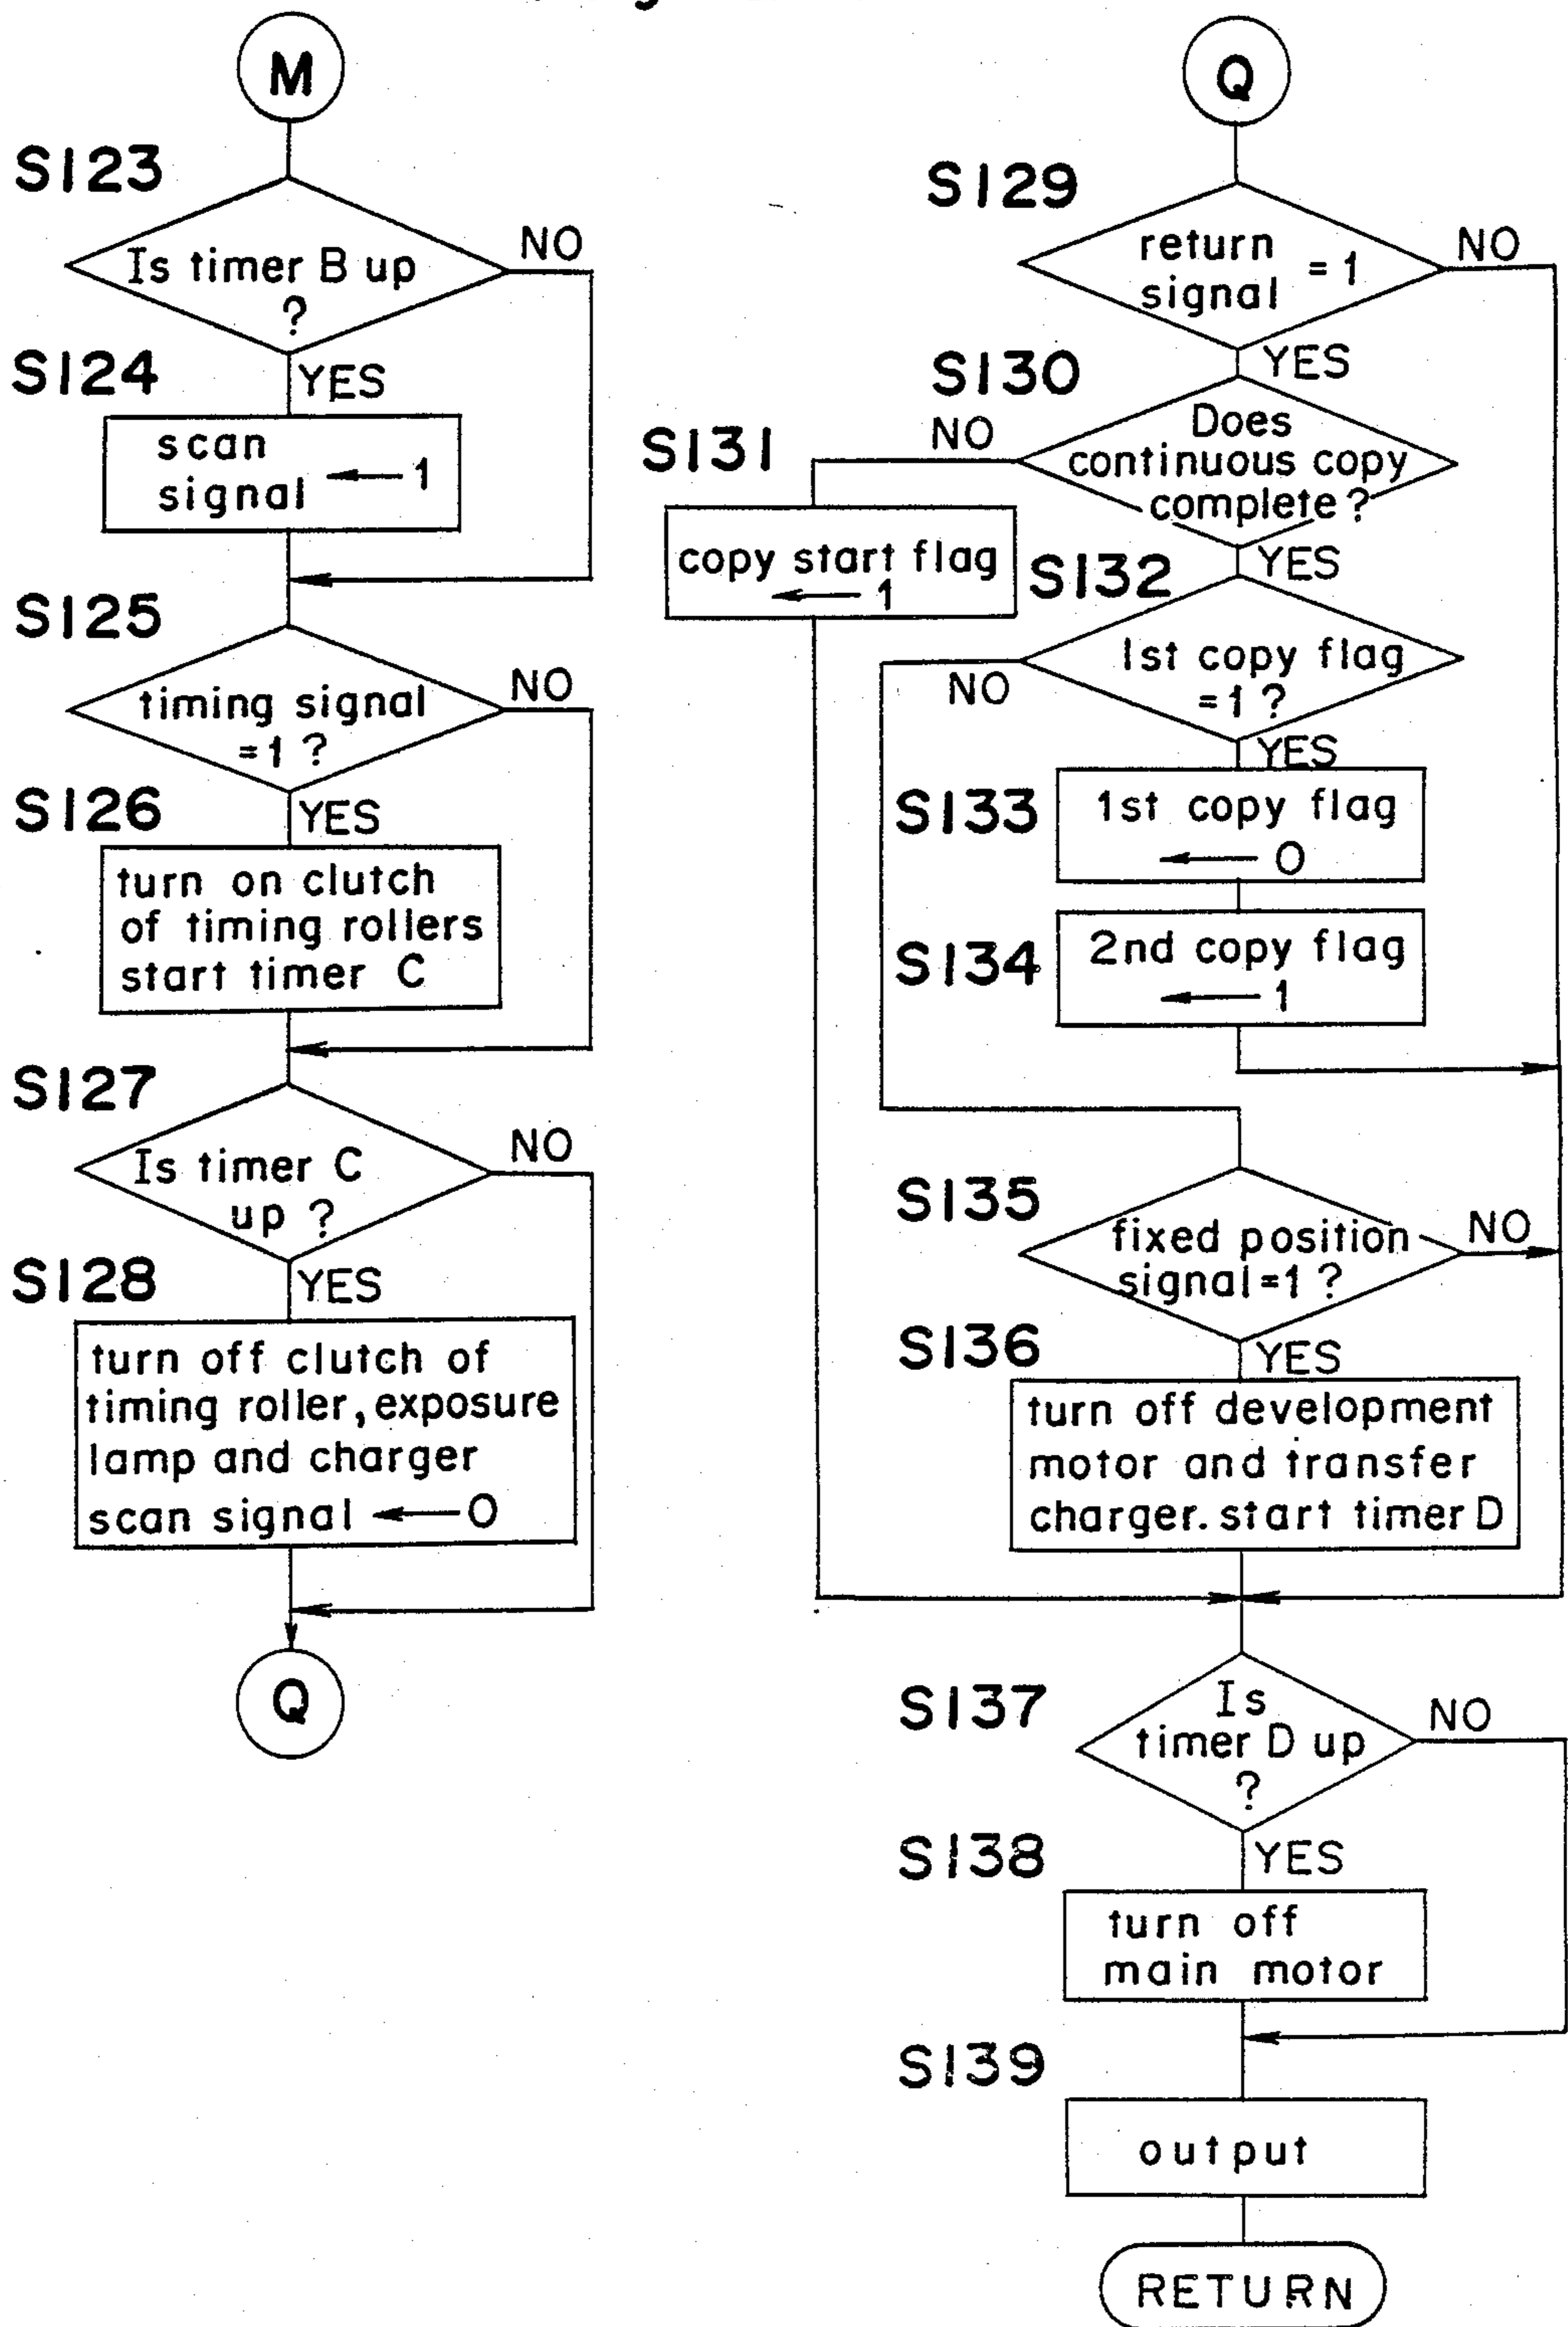 M
S123
Is timer B up
?
NO
YES
S124
scan
signal ← 1
S125
timing signal
=1 ?
NO
YES
S126
turn on clutch
of timing rollers
start timer C
S127
Is timer C
up ?
NO
YES
S128
turn off clutch of
timing roller, exposure
lamp and charger
scan signal ← 0
Q
Q
S129
return
signal = 1
NO
YES
S130
Does
continuous copy
complete ?
NO
YES
S131
copy start flag
← 1
S132
1st copy flag
=1 ?
NO
YES
S133
1st copy flag
← 0
S134
2nd copy flag
← 1
S135
fixed position
signal=1 ?
NO
YES
S136
turn off development
motor and transfer
charger. start timer D
S137
Is
timer D up
?
NO
YES
S138
turn off
main motor
S139
output
RETURN